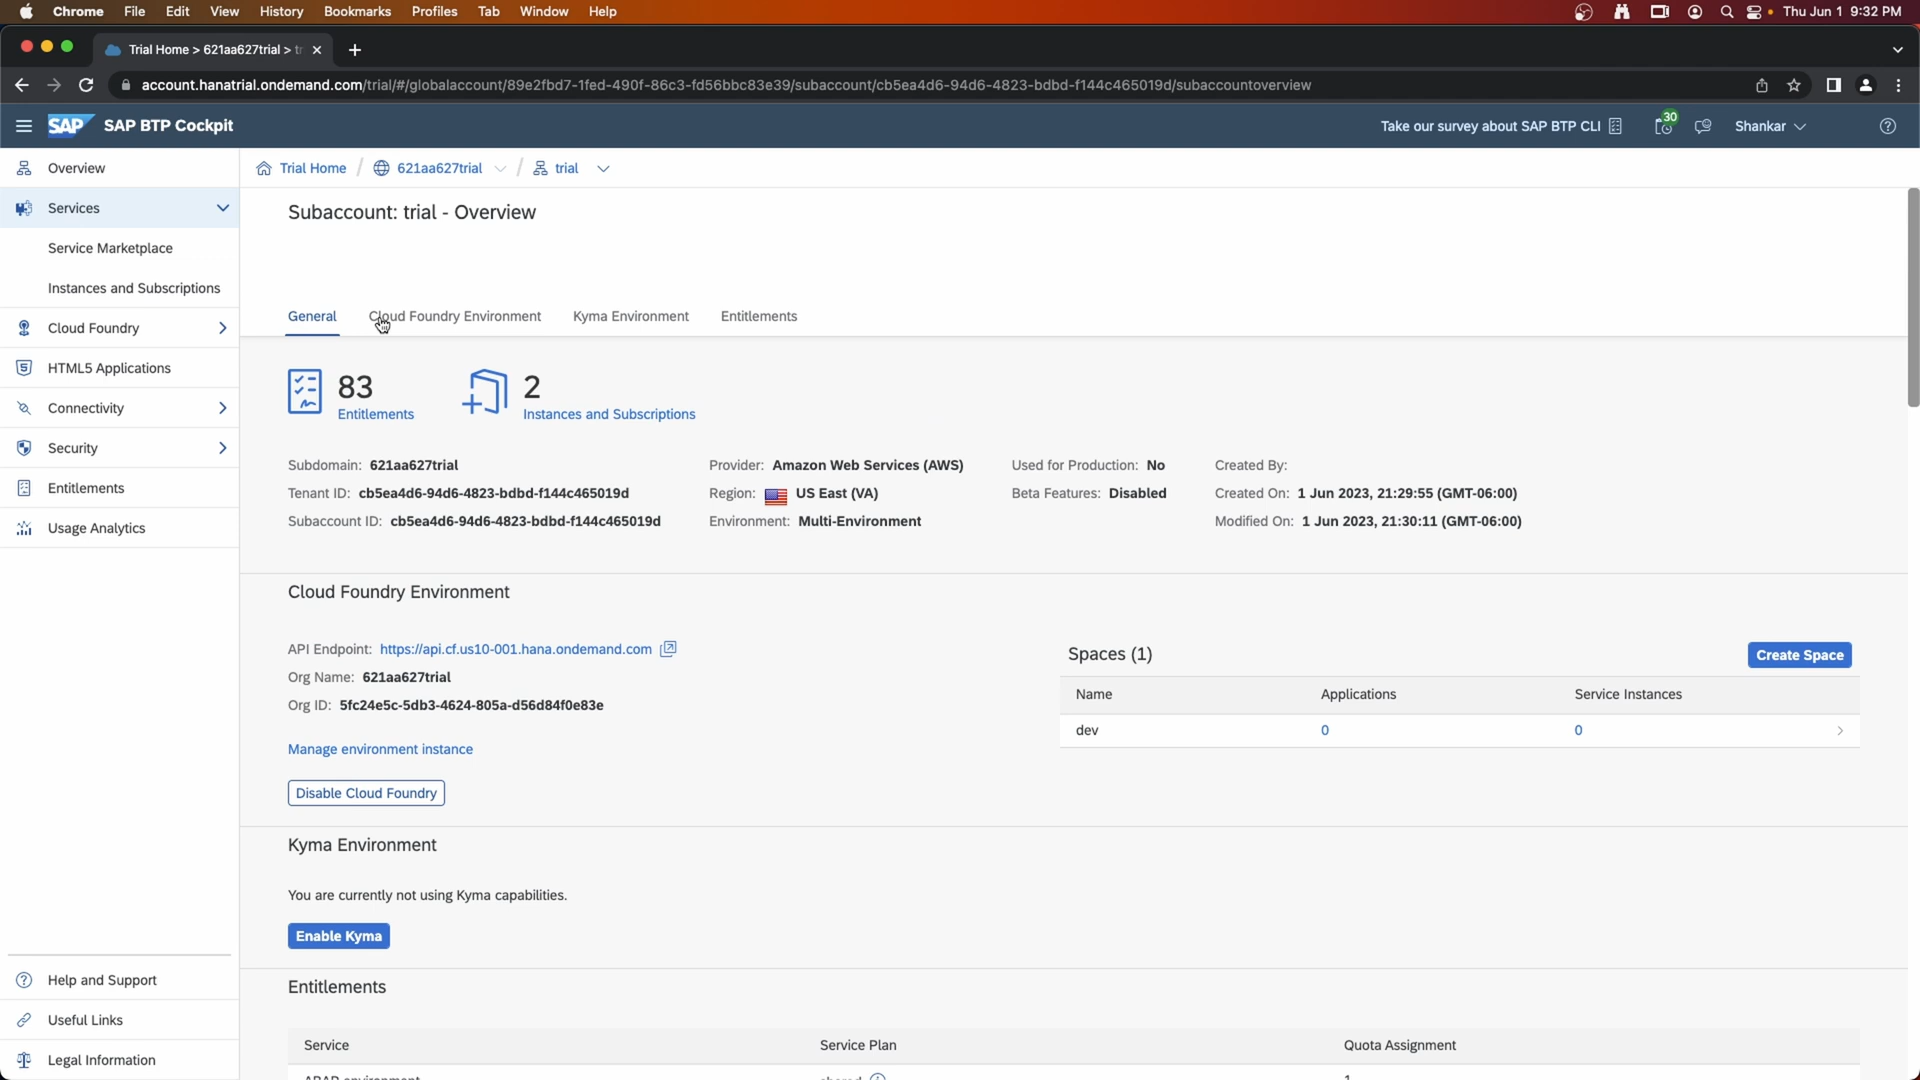 Chrome File Edit View History Bookmarks Profiles Tab Window Help Thu Jun 1 9:32 PM
Trial Home > 621aa627trial > tr
account.hanatrial.ondemand.com/trial/#/globalaccount/89e2fbd7-1fed-490f-86c3-fd56bbc83e39/subaccount/cb5ea4d6-94d6-4823-bdbd-f144c465019d/subaccountoverview
SAP SAP BTP Cockpit Take our survey about SAP BTP CLI 30 Shankar
Overview
Services
Service Marketplace
Instances and Subscriptions
Cloud Foundry
HTML5 Applications
Connectivity
Security
Entitlements
Usage Analytics
Help and Support
Useful Links
Legal Information
Trial Home / 621aa627trial / trial
Subaccount: trial - Overview
General Cloud Foundry Environment Kyma Environment Entitlements
83 Entitlements
2 Instances and Subscriptions
Subdomain: 621aa627trial
Tenant ID: cb5ea4d6-94d6-4823-bdbd-f144c465019d
Subaccount ID: cb5ea4d6-94d6-4823-bdbd-f144c465019d
Provider: Amazon Web Services (AWS)
Region: US East (VA)
Environment: Multi-Environment
Used for Production: No
Beta Features: Disabled
Created By:
Created On: 1 Jun 2023, 21:29:55 (GMT-06:00)
Modified On: 1 Jun 2023, 21:30:11 (GMT-06:00)
Cloud Foundry Environment
API Endpoint: https://api.cf.us10-001.hana.ondemand.com
Org Name: 621aa627trial
Org ID: 5fc24e5c-5db3-4624-805a-d56d84f0e83e
Manage environment instance
Disable Cloud Foundry
Spaces (1) Create Space
Name Applications Service Instances
dev 0 0
Kyma Environment
You are currently not using Kyma capabilities.
Enable Kyma
Entitlements
Service Service Plan Quota Assignment